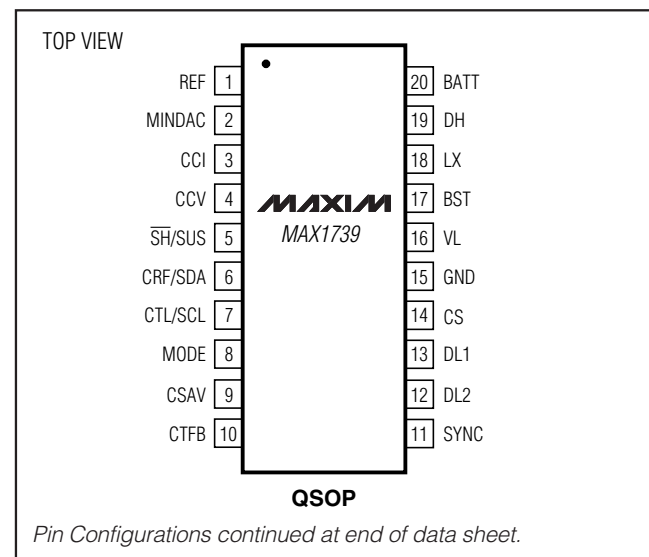 TOP VIEW
REF 1
MINDAC 2
CCI 3
CCV 4
S̅H̅/SUS 5
CRF/SDA 6
CTL/SCL 7
MODE 8
CSAV 9
CTFB 10
MAXIM
MAX1739
20 BATT
19 DH
18 LX
17 BST
16 VL
15 GND
14 CS
13 DL1
12 DL2
11 SYNC
QSOP
Pin Configurations continued at end of data sheet.